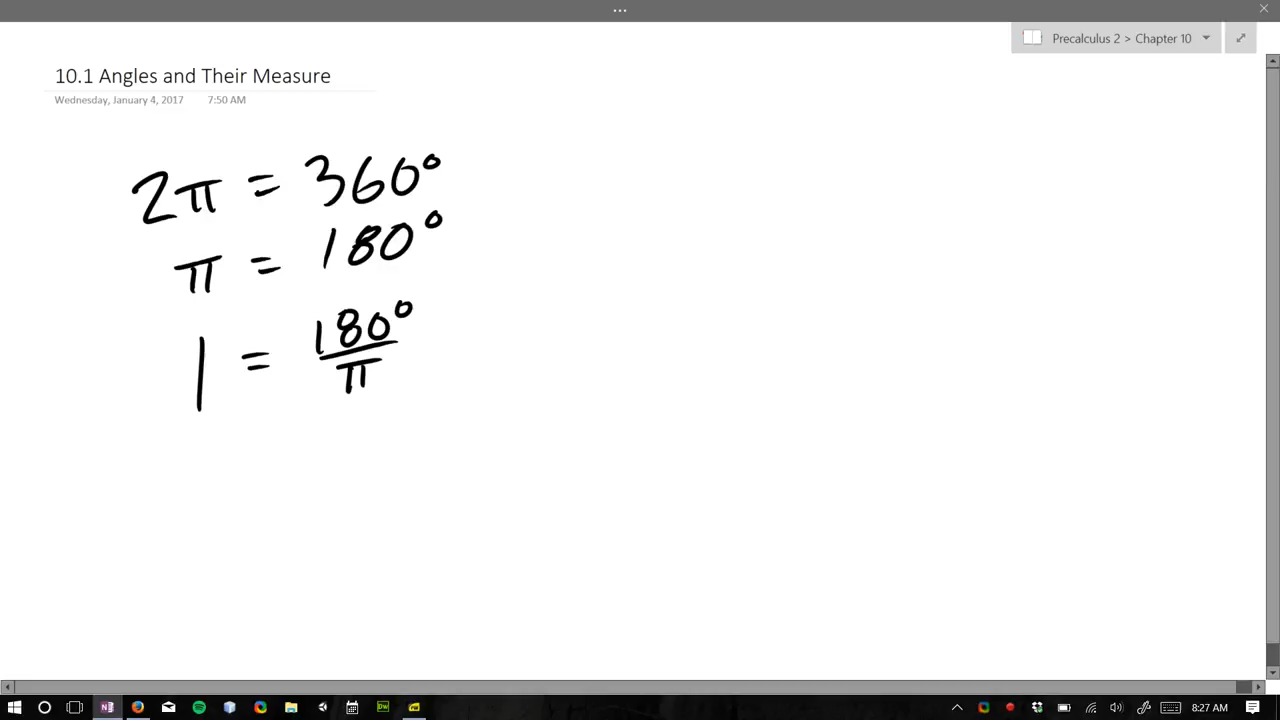 ...
Precalculus 2 > Chapter 10
10.1 Angles and Their Measure
Wednesday, January 4, 2017 7:50 AM
2π = 360°
π = 180°
1 = 180°/π
N
Dw
8:27 AM